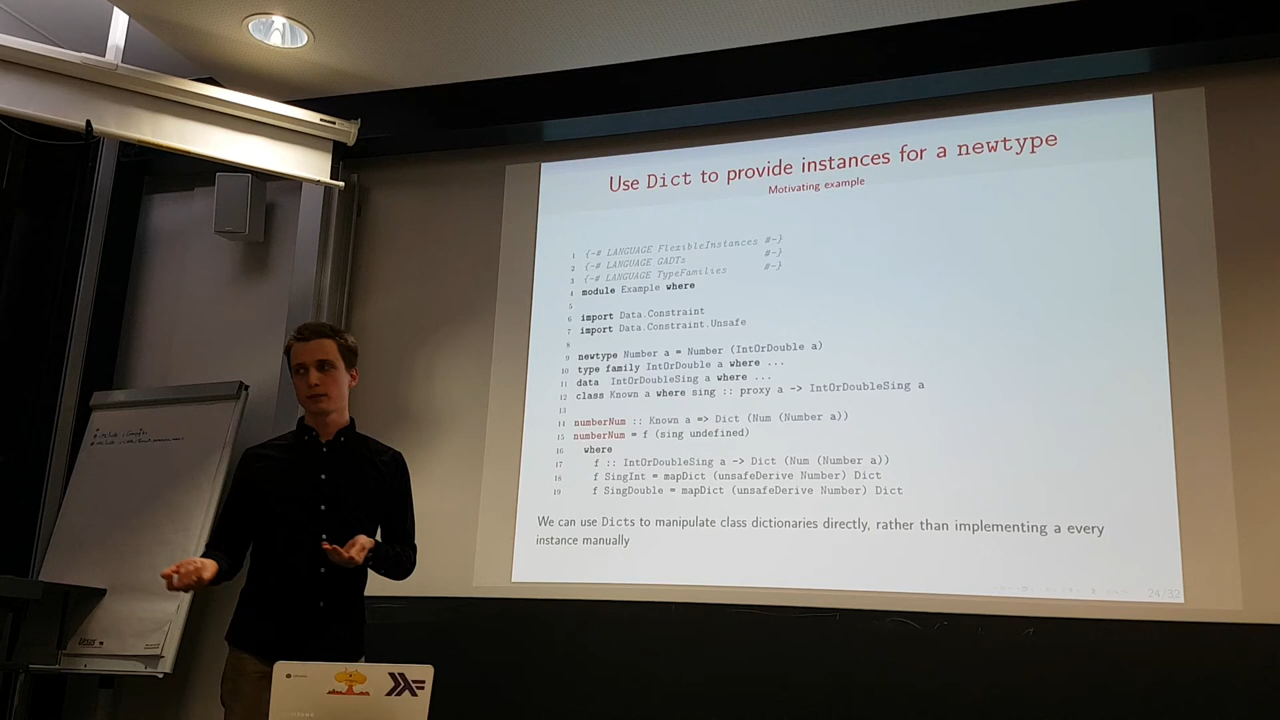 Use Dict to provide instances for a newtype
Motivating example
1 {-# LANGUAGE FlexibleInstances #-}
2 {-# LANGUAGE GADTs #-}
3 {-# LANGUAGE TypeFamilies #-}
4 module Example where
5
6 import Data.Constraint
7 import Data.Constraint.Unsafe
8
9 newtype Number a = Number (IntOrDouble a)
10 type family IntOrDouble a where ...
11 data IntOrDoubleSing a where ...
12 class Known a where sing :: proxy a -> IntOrDoubleSing a
13
14 numberNum :: Known a => Dict (Num (Number a))
15 numberNum = f (sing undefined)
16 where
17 f :: IntOrDoubleSing a -> Dict (Num (Number a))
18 f SingInt = mapDict (unsafeDerive Number) Dict
19 f SingDouble = mapDict (unsafeDerive Number) Dict
We can use Dicts to manipulate class dictionaries directly, rather than implementing a every
instance manually
24/32